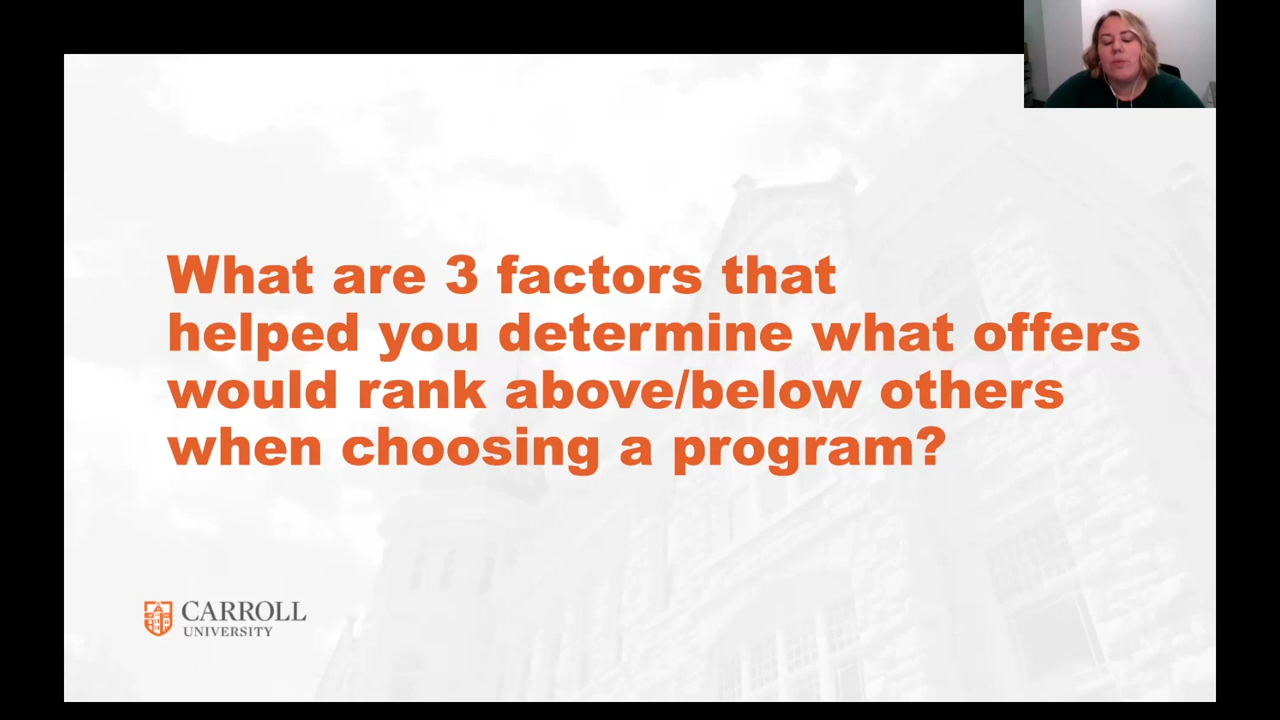 What are 3 factors that
helped you determine what offers
would rank above/below others
when choosing a program?
CARROLL
UNIVERSITY